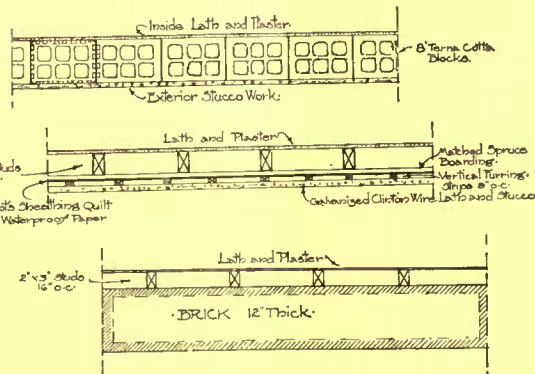 Inside Lath and Plaster.
8" Terra Cotta
Blocks.
Exterior Stucco Work.
Lath and Plaster
Matched Spruce
Boarding.
Vertical Furring
Strips 8" o.c.
Sheathing Quilt
Waterproof Paper
Galvanized Clinton Wire Lath and Stucco
Lath and Plaster
2" x 3" Studs
16" o.c.
BRICK 12" Thick.